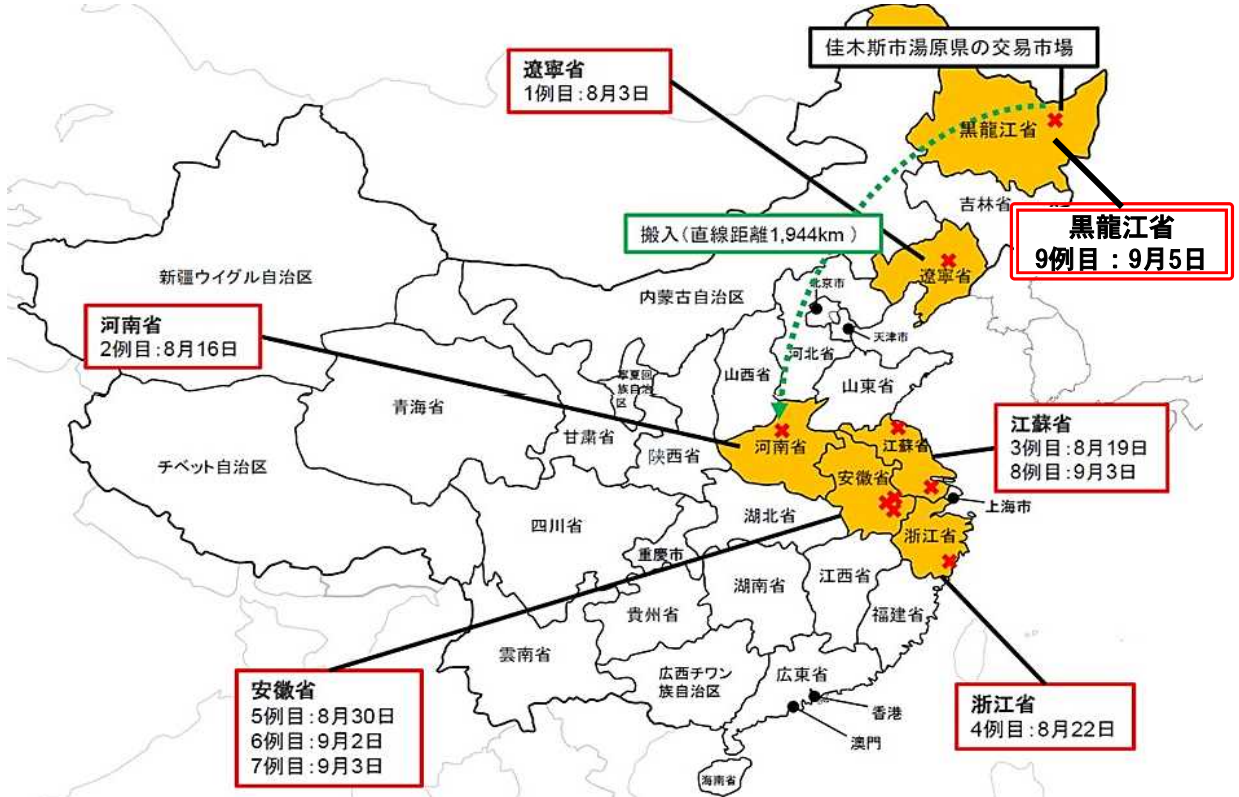 佳木斯市湯原県の交易市場
遼寧省
1例目:8月3日
黒龍江省
吉林省
黒龍江省
9例目:9月5日
搬入(直線距離1,944km)
遼寧省
新疆ウイグル自治区
内蒙古自治区
北京市
天津市
河南省
2例目:8月16日
河北省
山西省
山東省
寧夏回
族自治
区
青海省
甘粛省
陝西省
河南省
江蘇省
江蘇省
3例目:8月19日
8例目:9月3日
チベット自治区
安徽省
上海市
四川省
湖北省
浙江省
重慶市
湖南省
江西省
貴州省
福建省
雲南省
広西チワン
族自治区
広東省
香港
澳門
海南省
安徽省
5例目:8月30日
6例目:9月2日
7例目:9月3日
浙江省
4例目:8月22日